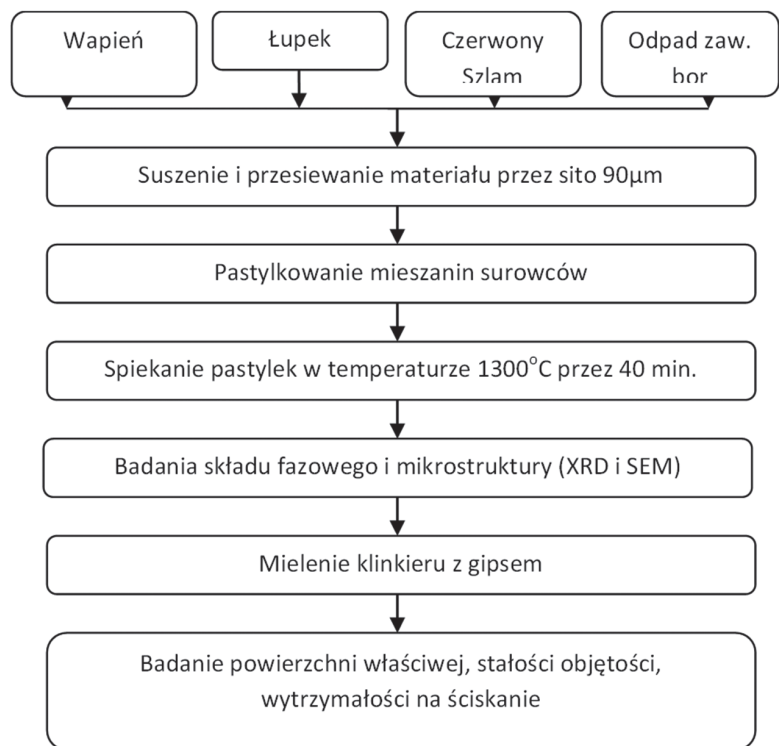 Wapień
Łupek
Czerwony
Szlam
Odpad zaw.
bor
Suszenie i przesiewanie materiału przez sito 90µm
Pastylkowanie mieszanin surowców
Spiekanie pastylek w temperaturze 1300°C przez 40 min.
Badania składu fazowego i mikrostruktury (XRD i SEM)
Mielenie klinkieru z gipsem
Badanie powierzchni właściwej, stałości objętości,
wytrzymałości na ściskanie